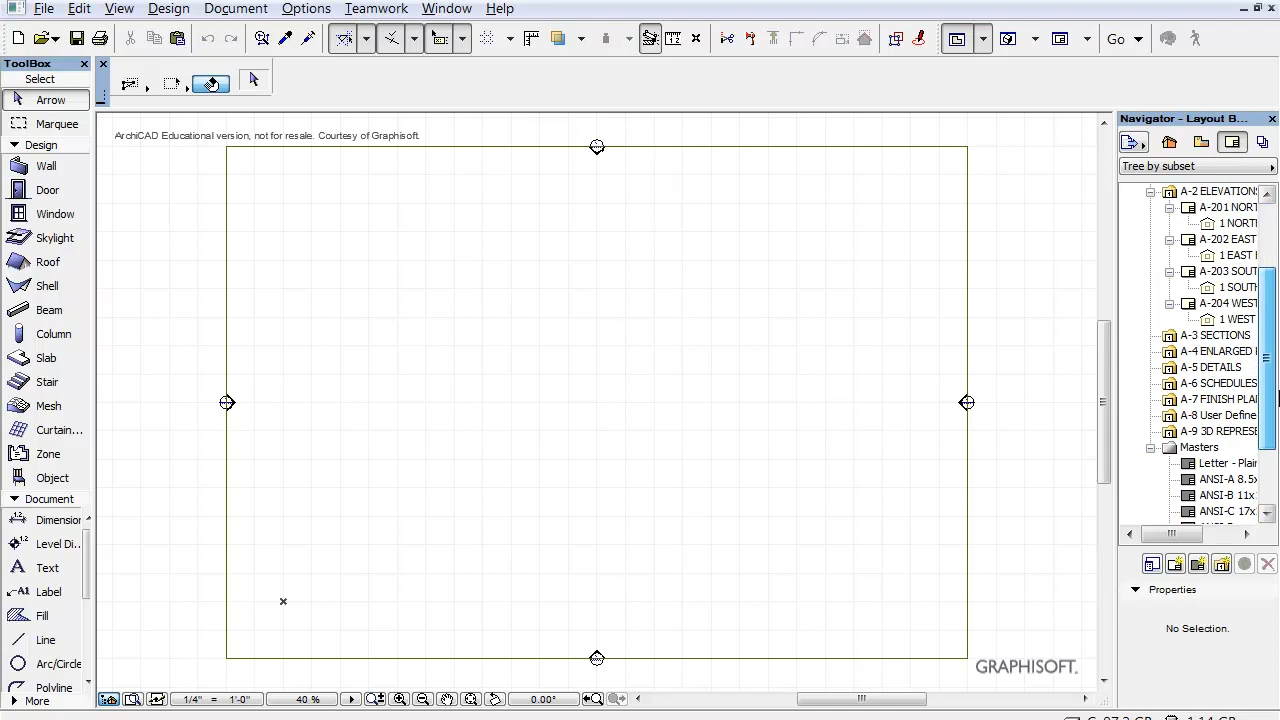 File Edit View Design Document Options Teamwork Window Help
Go
ToolBox
Select
Arrow
Marquee
Design
Wall
Door
Window
Skylight
Roof
Shell
Beam
Column
Slab
Stair
Mesh
Curtain...
Zone
Object
Document
Dimensior
Level Di...
Text
A1 Label
Fill
Line
Arc/Circle
Polyline
More
ArchiCAD Educational version, not for resale. Courtesy of Graphisoft.
GRAPHISOFT.
1/4" = 1'-0" 40 % 0.00°
Navigator - Layout B...
Tree by subset
A-2 ELEVATION
A-201 NORT
1 NORT
A-202 EAST
1 EAST
A-203 SOUT
1 SOUTH
A-204 WEST
1 WEST
A-3 SECTIONS
A-4 ENLARGED
A-5 DETAILS
A-6 SCHEDULES
A-7 FINISH PLA
A-8 User Define
A-9 3D REPRESE
Masters
Letter - Plain
ANSI-A 8.5x
ANSI-B 11x
ANSI-C 17x
Properties
No Selection.